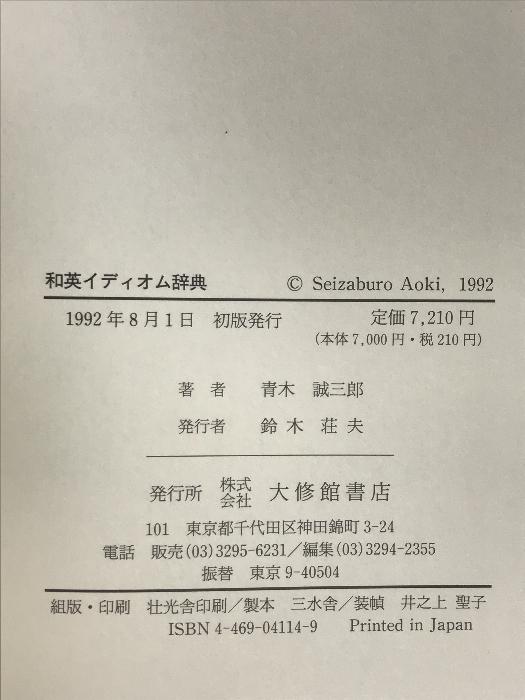 和英イディオム辞典 © Seizaburo Aoki, 1992
1992年8月1日 初版発行 定価7,210円
(本体7,000円・税210円)
著者 青木 誠三郎
発行者 鈴木 荘夫
発行所 株式会社 大修館書店
101 東京都千代田区神田錦町3-24
電話 販売(03)3295-6231/編集(03)3294-2355
振替 東京9-40504
組版・印刷 壮光舎印刷/製本 三水舎/装幀 井之上 聖子
ISBN 4-469-04114-9 Printed in Japan